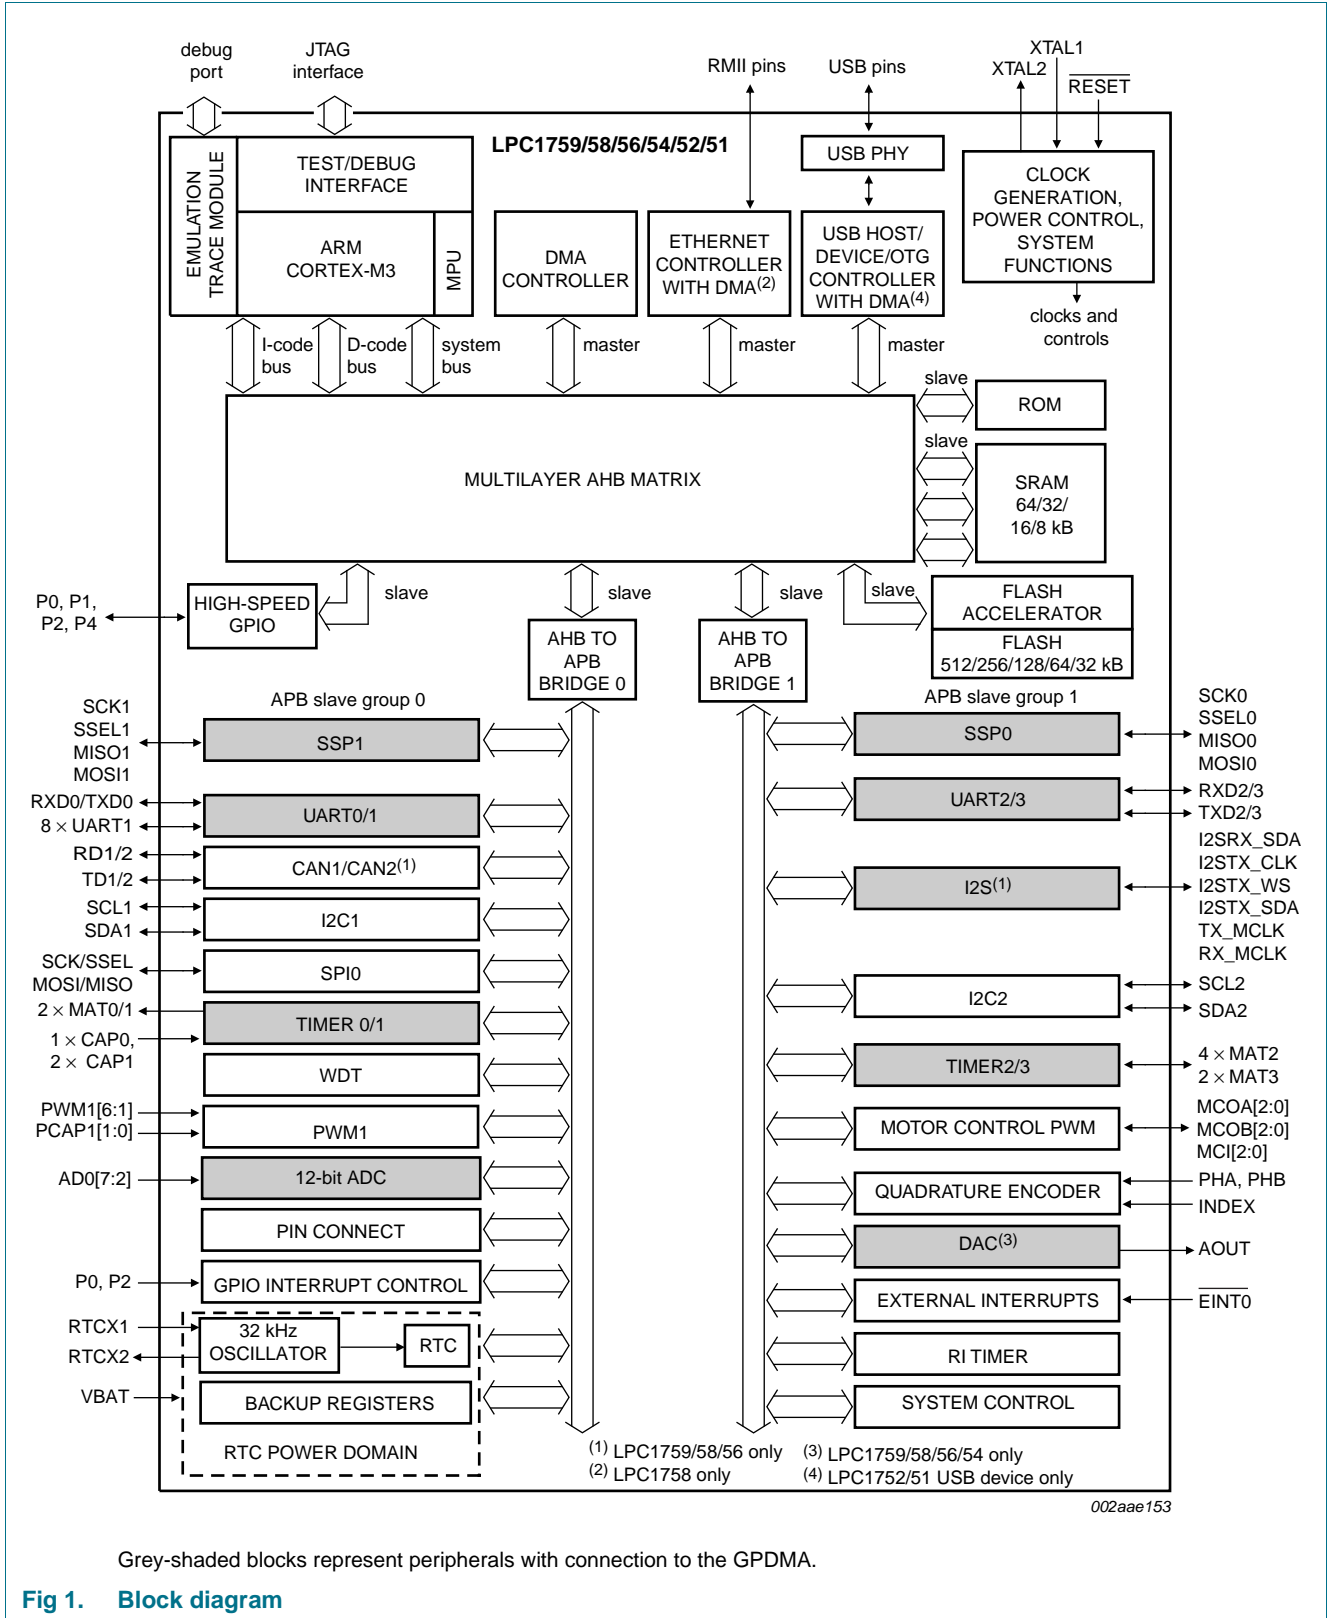 debug
port
JTAG
interface
RMII pins
USB pins
XTAL1
XTAL2
RESET
LPC1759/58/56/54/52/51
EMULATION
TRACE MODULE
TEST/DEBUG
INTERFACE
ARM
CORTEX-M3
MPU
DMA
CONTROLLER
ETHERNET
CONTROLLER
WITH DMA(2)
USB PHY
USB HOST/
DEVICE/OTG
CONTROLLER
WITH DMA(4)
CLOCK
GENERATION,
POWER CONTROL,
SYSTEM
FUNCTIONS
clocks and
controls
I-code
bus
D-code
bus
system
bus
master
master
master
slave
ROM
slave
SRAM
64/32/
16/8 kB
MULTILAYER AHB MATRIX
P0, P1,
P2, P4
HIGH-SPEED
GPIO
slave
slave
slave
slave
AHB TO
APB
BRIDGE 0
AHB TO
APB
BRIDGE 1
FLASH
ACCELERATOR
FLASH
512/256/128/64/32 kB
APB slave group 0
APB slave group 1
SCK1
SSEL1
MISO1
MOSI1
SSP1
RXD0/TXD0
8 × UART1
UART0/1
RD1/2
TD1/2
CAN1/CAN2(1)
SCL1
SDA1
I2C1
SCK/SSEL
MOSI/MISO
SPI0
2 × MAT0/1
1 × CAP0,
2 × CAP1
TIMER 0/1
WDT
PWM1[6:1]
PCAP1[1:0]
PWM1
AD0[7:2]
12-bit ADC
PIN CONNECT
P0, P2
GPIO INTERRUPT CONTROL
RTCX1
RTCX2
32 kHz
OSCILLATOR
RTC
VBAT
BACKUP REGISTERS
RTC POWER DOMAIN
SSP0
SCK0
SSEL0
MISO0
MOSI0
UART2/3
RXD2/3
TXD2/3
I2S(1)
I2SRX_SDA
I2STX_CLK
I2STX_WS
I2STX_SDA
TX_MCLK
RX_MCLK
I2C2
SCL2
SDA2
TIMER2/3
4 × MAT2
2 × MAT3
MOTOR CONTROL PWM
MCOA[2:0]
MCOB[2:0]
MCI[2:0]
QUADRATURE ENCODER
PHA, PHB
INDEX
DAC(3)
AOUT
EXTERNAL INTERRUPTS
EINT0
RI TIMER
SYSTEM CONTROL
(1) LPC1759/58/56 only
(2) LPC1758 only
(3) LPC1759/58/56/54 only
(4) LPC1752/51 USB device only
002aae153
Grey-shaded blocks represent peripherals with connection to the GPDMA.
Fig 1. Block diagram